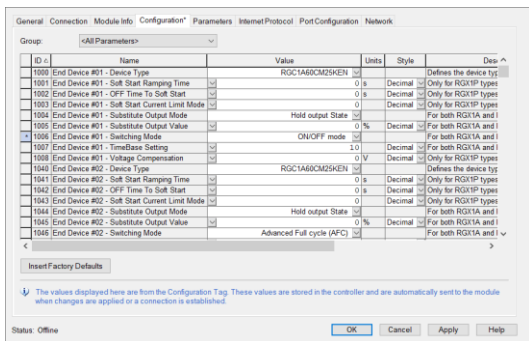 General Connection Module Info Configuration* Parameters Internet Protocol Port Configuration Network
Group: <All Parameters>
ID Name Value Units Style Des
1000 End Device #01 - Device Type RGC1A60CM25KEN Defines the device typ
1001 End Device #01 - Soft Start Ramping Time 0 s Decimal Only for RGX1P types
1002 End Device #01 - OFF Time To Soft Start 0 s Decimal Only for RGX1P types
1003 End Device #01 - Soft Start Current Limit Mode 0 Decimal Only for RGX1P types
1004 End Device #01 - Substitute Output Mode Hold output State For both RGX1A and
1005 End Device #01 - Substitute Output Value 0 % Decimal For both RGX1A and
* 1006 End Device #01 - Switching Mode ON/OFF mode For both RGX1A and
1007 End Device #01 - TimeBase Setting 10 Decimal For both RGX1A and
1008 End Device #01 - Voltage Compensation 0 V Decimal Only for RGX1P types
1040 End Device #02 - Device Type RGC1A60CM25KEN Defines the device typ
1041 End Device #02 - Soft Start Ramping Time 0 s Decimal Only for RGX1P types
1042 End Device #02 - OFF Time To Soft Start 0 s Decimal Only for RGX1P types
1043 End Device #02 - Soft Start Current Limit Mode 0 Decimal Only for RGX1P types
1044 End Device #02 - Substitute Output Mode Hold output State For both RGX1A and
1045 End Device #02 - Substitute Output Value 0 % Decimal For both RGX1A and
1046 End Device #02 - Switching Mode Advanced Full cycle (AFC) For both RGX1A and
Insert Factory Defaults
The values displayed here are from the Configuration Tag. These values are stored in the controller and are automatically sent to the module
when changes are applied or a connection is established.
Status: Offline OK Cancel Apply Help